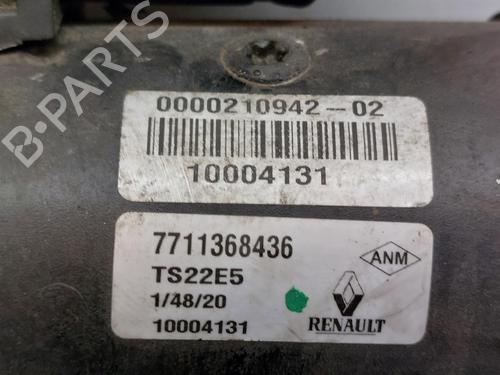 0000210942-02
10004131
7711368436
TS22E5
1/48/20
10004131
ANM
RENAULT
B-PARTS